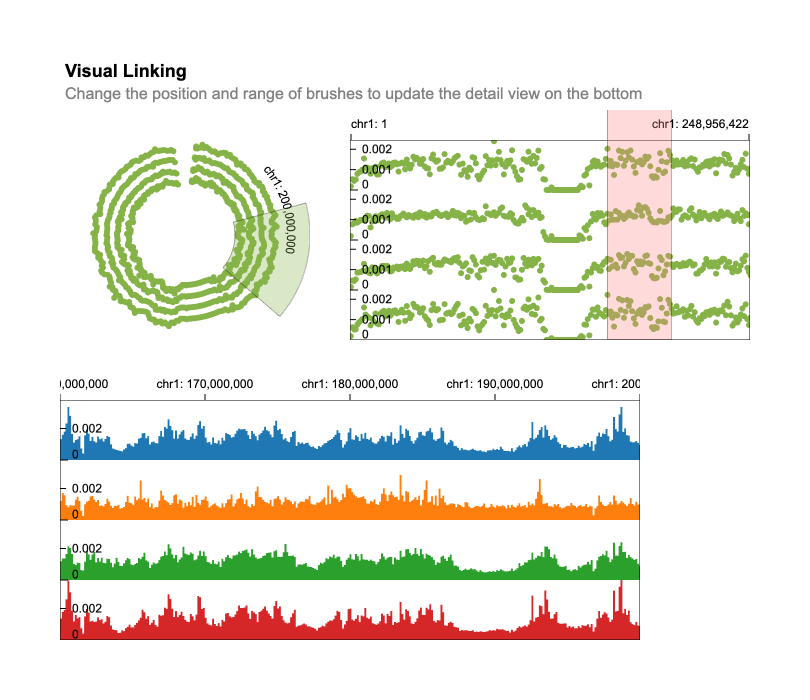 Visual Linking
Change the position and range of brushes to update the detail view on the bottom
chr1: 1
chr1: 248,956,422
chr1: 200,000,000
0.002
0.001
0
0.002
0.001
0
0.002
0.001
0
0.002
0.001
0
0,000,000
chr1: 170,000,000
chr1: 180,000,000
chr1: 190,000,000
chr1: 200
0.002
0
0.002
0
0.002
0
0.002
0